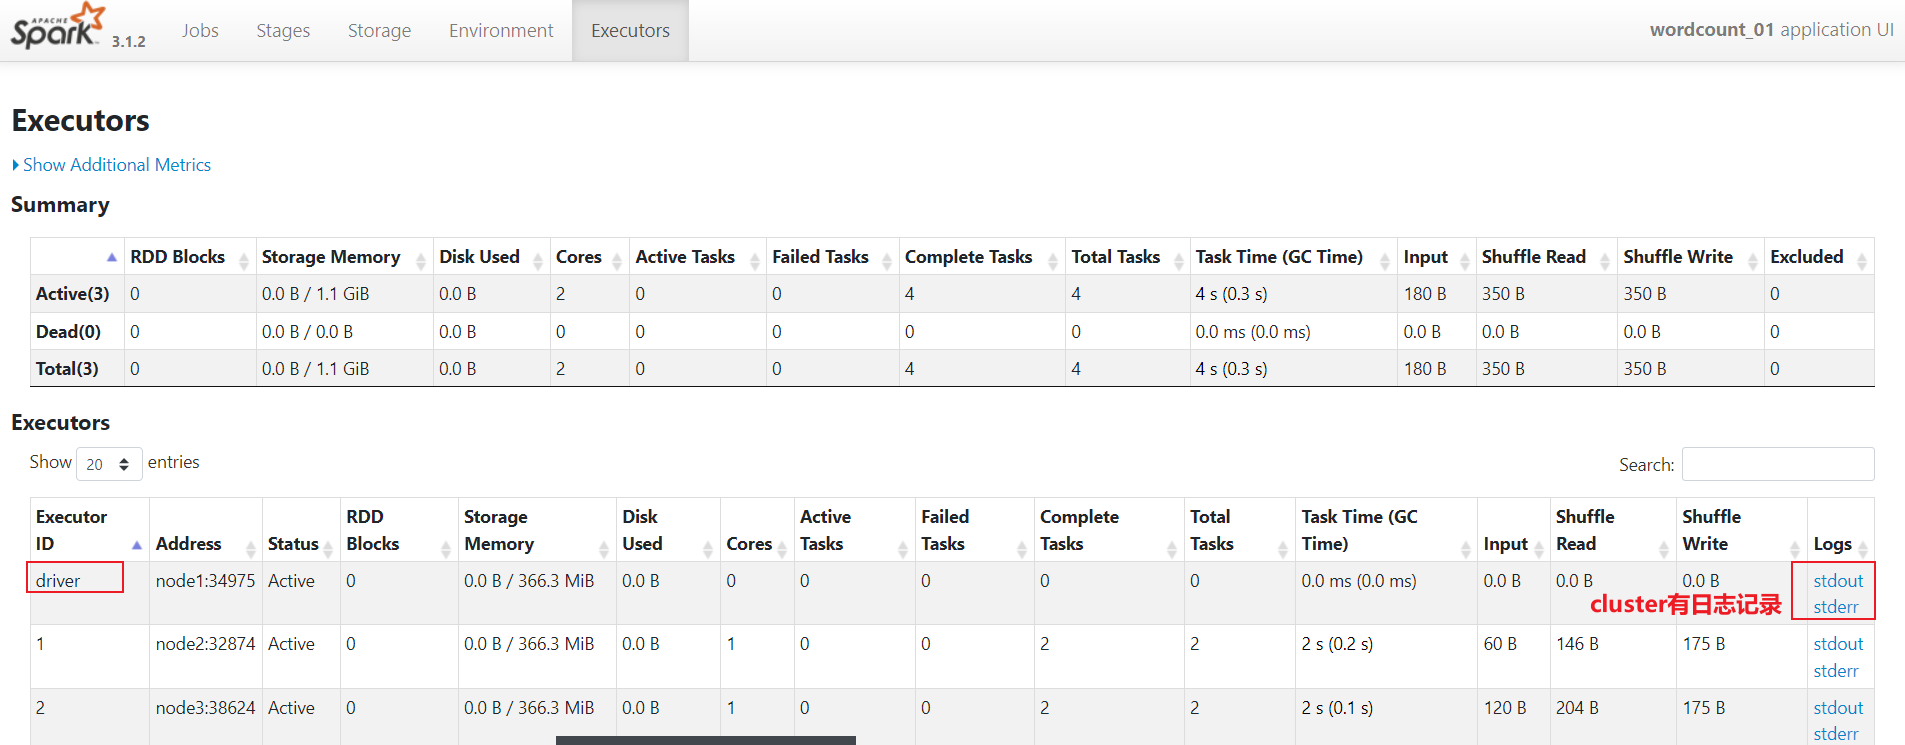 APACHE
Spark 3.1.2 Jobs Stages Storage Environment Executors wordcount_01 application UI
Executors
Show Additional Metrics
Summary
RDD Blocks Storage Memory Disk Used Cores Active Tasks Failed Tasks Complete Tasks Total Tasks Task Time (GC Time) Input Shuffle Read Shuffle Write Excluded
Active(3) 0 0.0 B / 1.1 GiB 0.0 B 2 0 0 4 4 4 s (0.3 s) 180 B 350 B 350 B 0
Dead(0) 0 0.0 B / 0.0 B 0.0 B 0 0 0 0 0 0.0 ms (0.0 ms) 0.0 B 0.0 B 0.0 B 0
Total(3) 0 0.0 B / 1.1 GiB 0.0 B 2 0 0 4 4 4 s (0.3 s) 180 B 350 B 350 B 0
Executors
Show 20 entries Search:
Executor RDD Storage Disk Active Failed Complete Total Task Time (GC Shuffle Shuffle
ID Address Status Blocks Memory Used Cores Tasks Tasks Tasks Tasks Time) Input Read Write Logs
driver node1:34975 Active 0 0.0 B / 366.3 MiB 0.0 B 0 0 0 0 0 0.0 ms (0.0 ms) 0.0 B 0.0 B 0.0 B stdout
cluster有日志记录 stderr
1 node2:32874 Active 0 0.0 B / 366.3 MiB 0.0 B 1 0 0 2 2 2 s (0.2 s) 60 B 146 B 175 B stdout
stderr
2 node3:38624 Active 0 0.0 B / 366.3 MiB 0.0 B 1 0 0 2 2 2 s (0.1 s) 120 B 204 B 175 B stdout
stderr